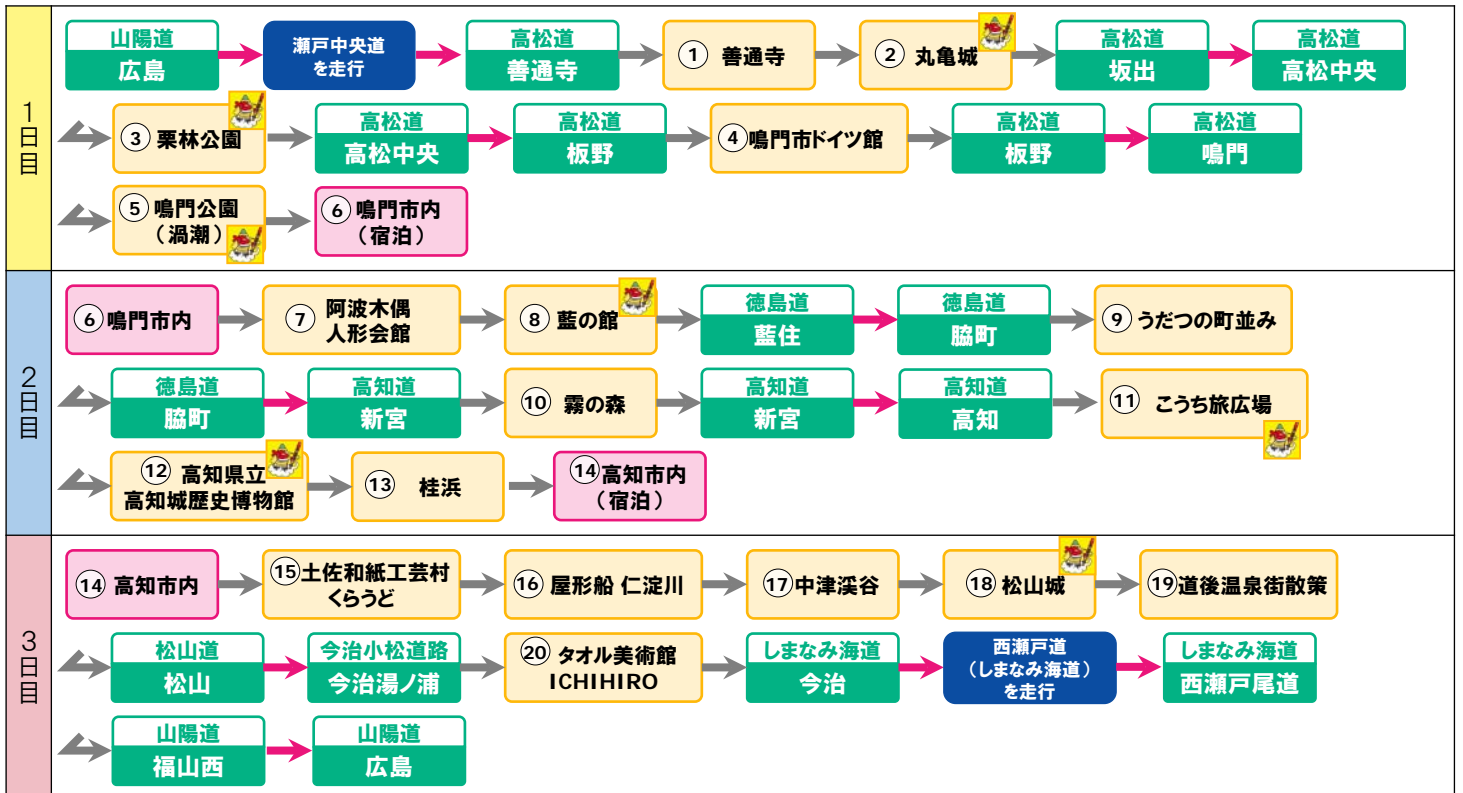 1日目
山陽道
広島
瀬戸中央道
を走行
高松道
善通寺
① 善通寺
② 丸亀城
高松道
坂出
高松道
高松中央
③ 栗林公園
高松道
高松中央
高松道
板野
④ 鳴門市ドイツ館
高松道
板野
高松道
鳴門
⑤ 鳴門公園
（渦潮）
⑥ 鳴門市内
（宿泊）
2日目
⑥ 鳴門市内
⑦ 阿波木偶
人形会館
⑧ 藍の館
徳島道
藍住
徳島道
脇町
⑨ うだつの町並み
徳島道
脇町
高知道
新宮
⑩ 霧の森
高知道
新宮
高知道
高知
⑪ こうち旅広場
⑫ 高知県立
高知城歴史博物館
⑬ 桂浜
⑭ 高知市内
（宿泊）
3日目
⑭ 高知市内
⑮ 土佐和紙工芸村
くらうど
⑯ 屋形船 仁淀川
⑰ 中津渓谷
⑱ 松山城
⑲ 道後温泉街散策
松山道
松山
今治小松道路
今治湯ノ浦
⑳ タオル美術館
ICHIHIRO
しまなみ海道
今治
西瀬戸道
（しまなみ海道）
を走行
しまなみ海道
西瀬戸尾道
山陽道
福山西
山陽道
広島